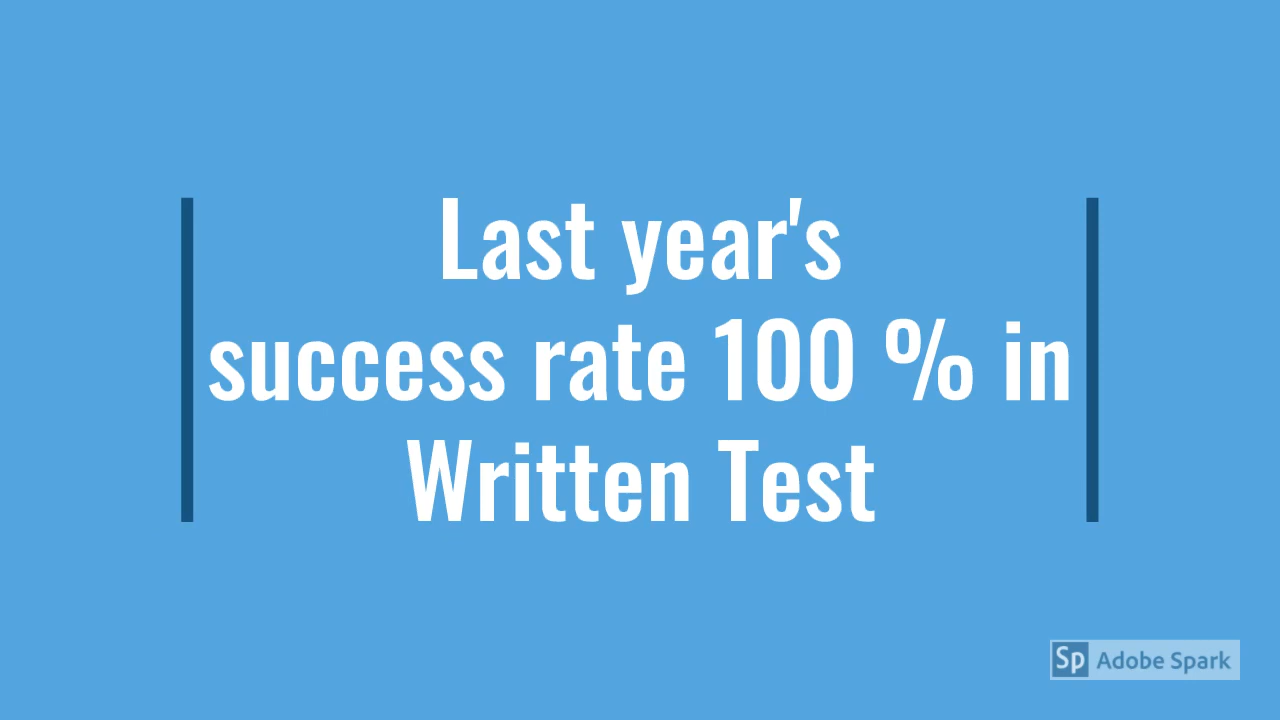 Last year's
success rate 100 % in
Written Test
Sp Adobe Spark